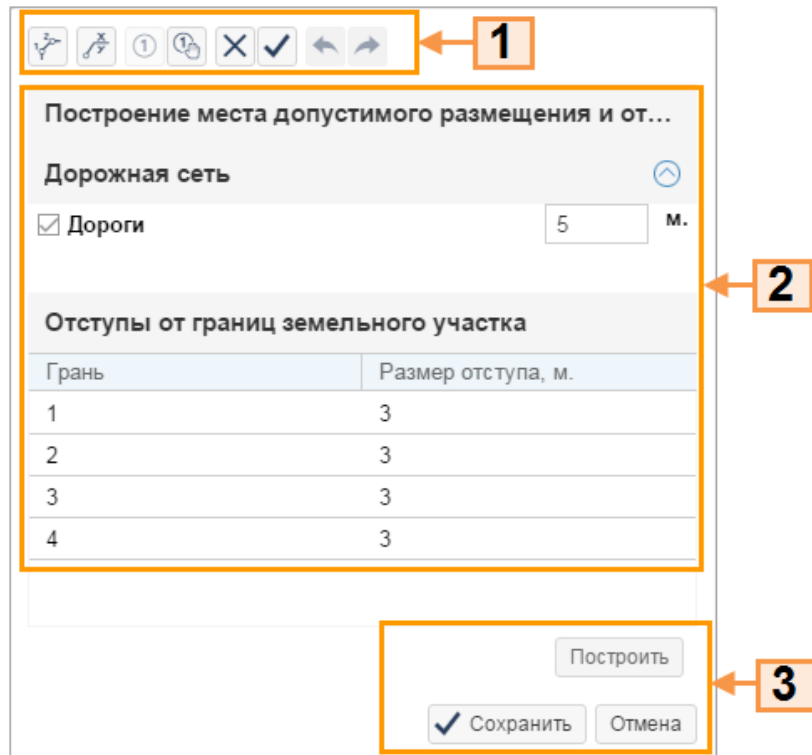 1
Построение места допустимого размещения и от...
Дорожная сеть
Дороги 5 м.
2
Отступы от границ земельного участка
Грань Размер отступа, м.
1 3
2 3
3 3
4 3
Построить
3
Сохранить Отмена